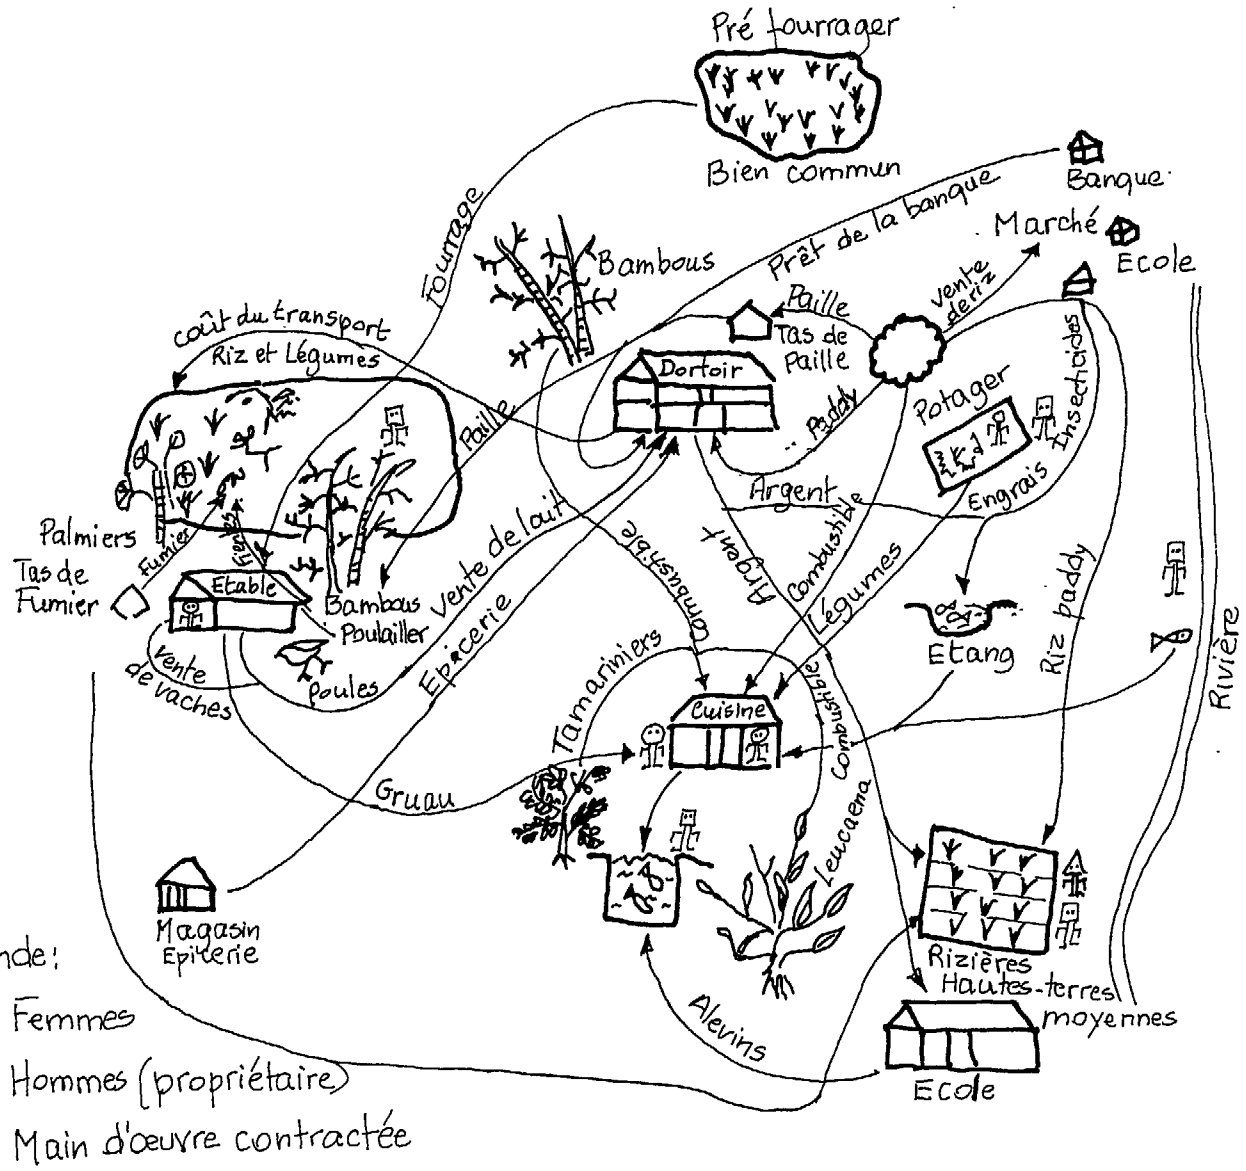 Pré fourrager
Bien commun
Banque
Prêt de la banque
Marché
Ecole
vente
de riz
Fourrage
Bambous
Paille
Tas de
Paille
coût du transport
Riz et Légumes
Dortoir
Paddy
Potager
Insecticides
Engrais
Argent
Paille
Palmiers
Tas de
Fumier
Fumier
Fientes
Etable
Bambous
Poulailler
Vente de lait
Epicerie
Combustible
Argent
Combustible
Légumes
Etang
Riz paddy
Rivière
vente
de vaches
Poules
Tamariniers
Combustible
Combustible
Cuisine
Gruau
Leucaena
Magasin
Epicerie
Rizières
Hautes-terres
moyennes
Alevins
Ecole
nde:
Femmes
Hommes (propriétaire)
Main d'œuvre contractée